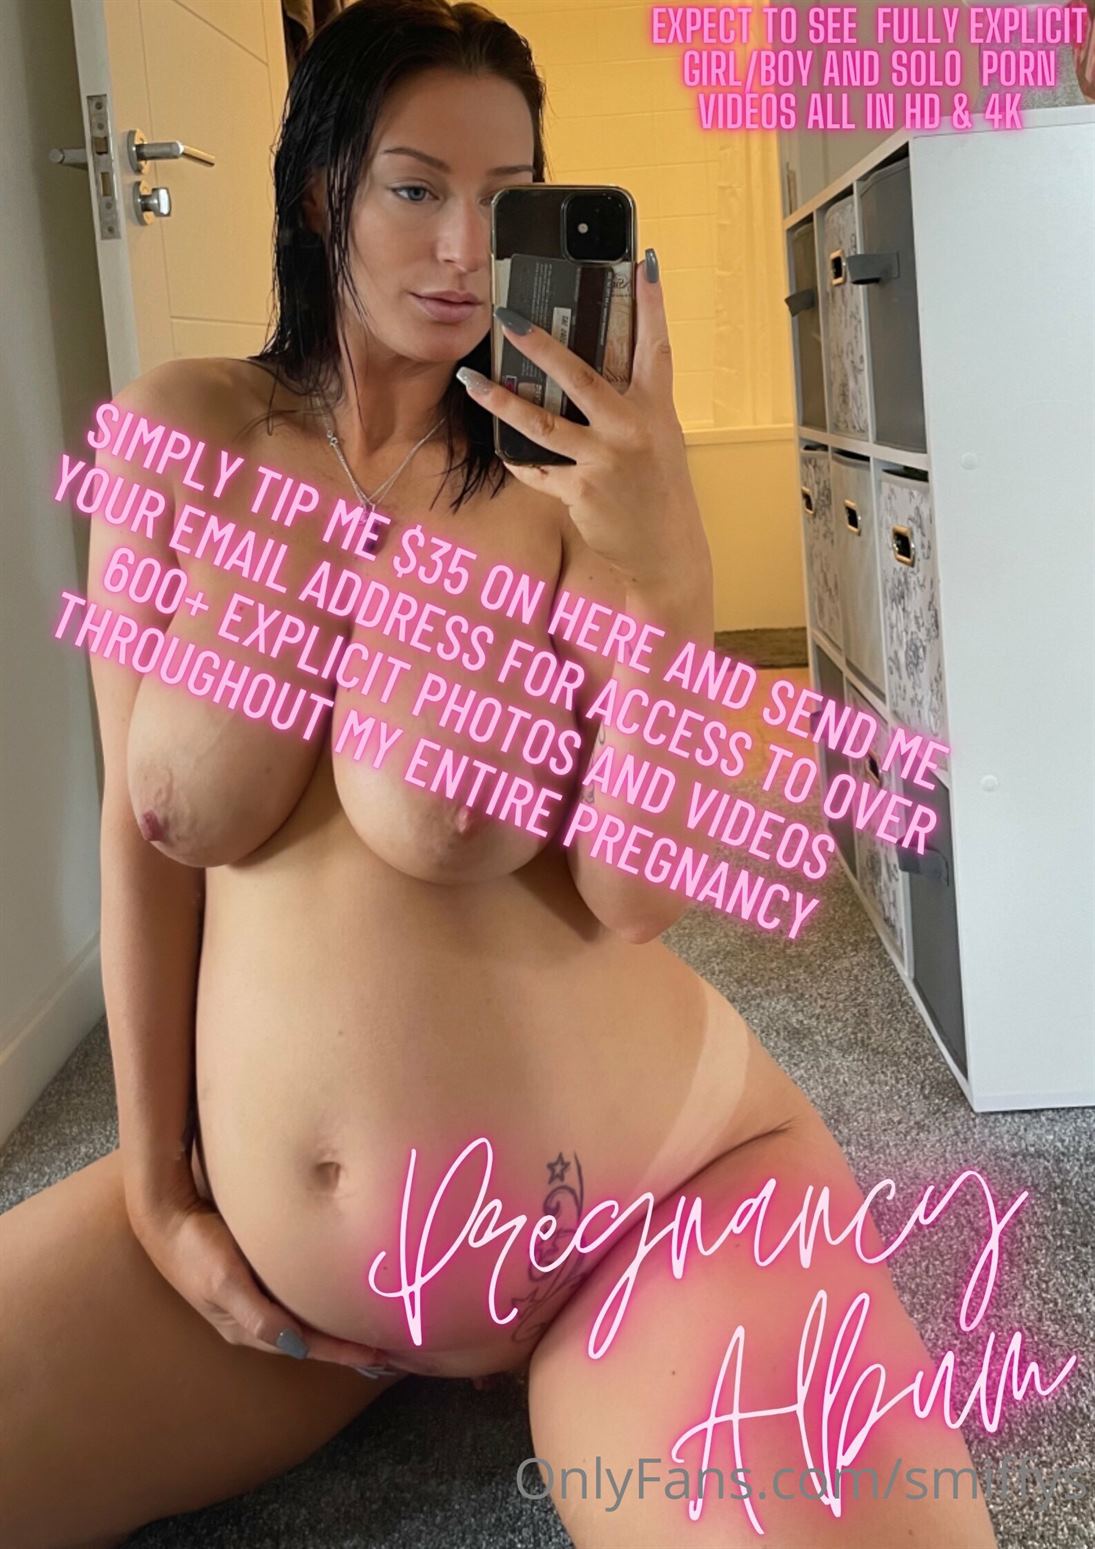 EXPECT TO SEE FULLY EXPLICIT
GIRL/BOY AND SOLO PORN
VIDEOS ALL IN HD & 4K
SIMPLY TIP ME $35 ON HERE AND SEND ME
YOUR EMAIL ADDRESS FOR ACCESS TO OVER
600+ EXPLICIT PHOTOS AND VIDEOS
THROUGHOUT MY ENTIRE PREGNANCY
Pregnancy
Album
OnlyFans.com/smiffys